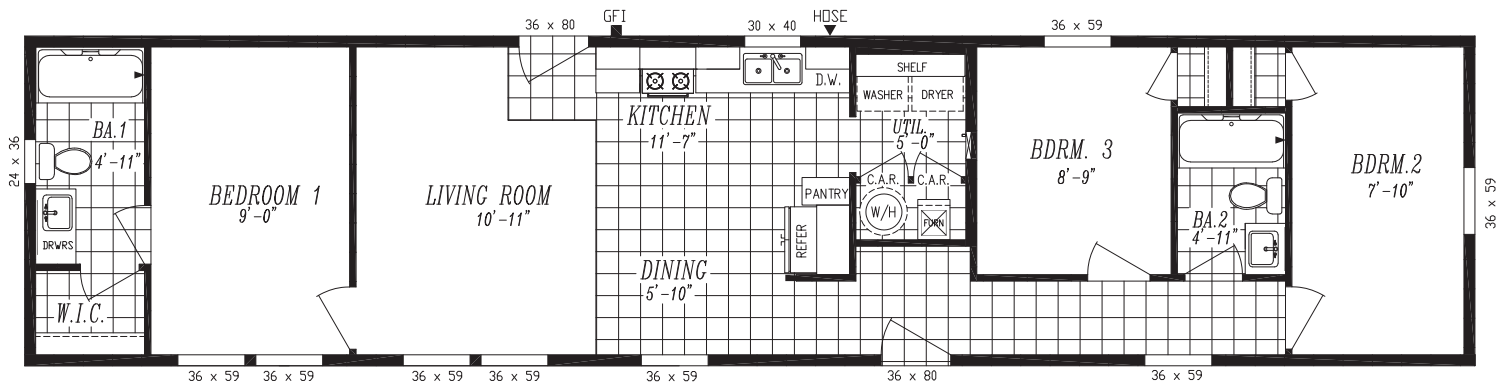 36 x 80
GFI
30 x 40
HOSE
36 x 59
BA.1
4'-11"
24 x 36
DRWRS
W.I.C.
BEDROOM 1
9'-0"
LIVING ROOM
10'-11"
KITCHEN
11'-7"
D.W.
DINING
5'-10"
PANTRY
REFER
SHELF
WASHER
DRYER
UTIL.
5'-0"
C.A.R.
C.A.R.
W/H
FURN
BDRM. 3
8'-9"
BA.2
4'-11"
BDRM.2
7'-10"
36 x 59
36 x 59
36 x 59
36 x 59
36 x 59
36 x 59
36 x 80
36 x 59